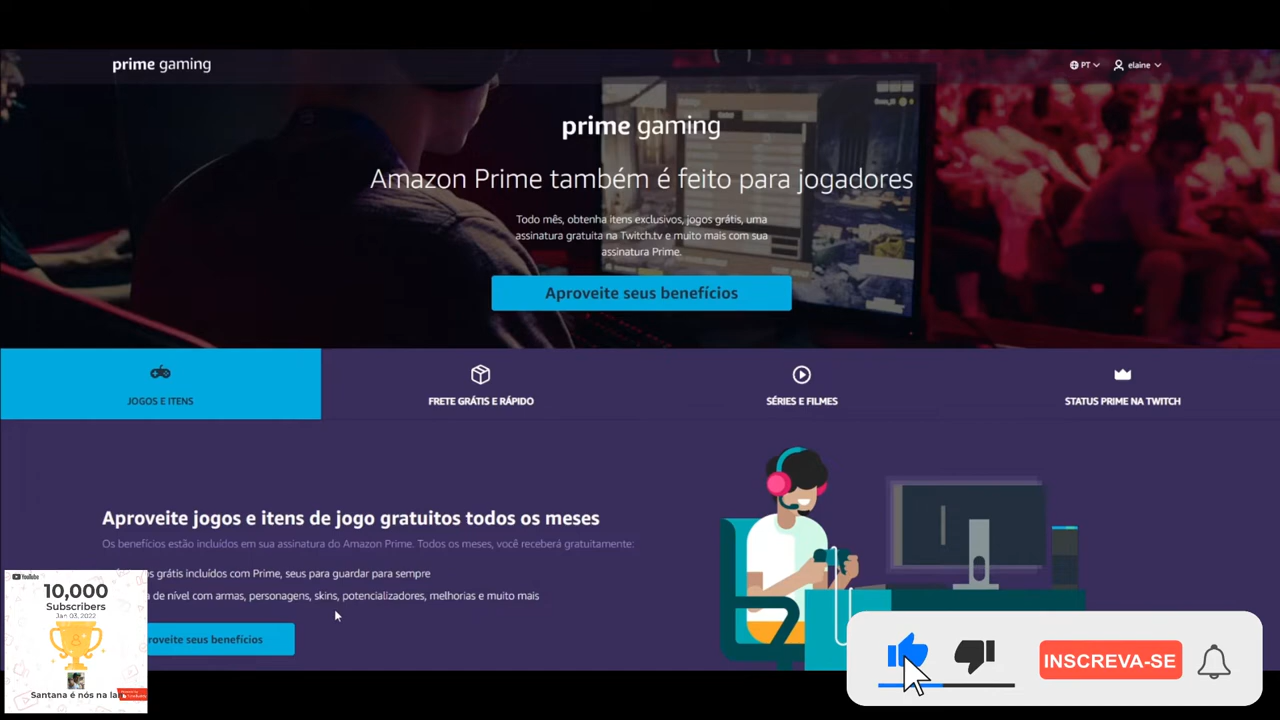 prime gaming
PT
elaine
prime gaming
Amazon Prime também é feito para jogadores
Todo mês, obtenha itens exclusivos, jogos grátis, uma
assinatura gratuita na Twitch.tv e muito mais com sua
assinatura Prime.
Aproveite seus benefícios
JOGOS E ITENS
FRETE GRÁTIS E RÁPIDO
SÉRIES E FILMES
STATUS PRIME NA TWITCH
Aproveite jogos e itens de jogo gratuitos todos os meses
Os benefícios estão incluídos em sua assinatura do Amazon Prime. Todos os meses, você receberá gratuitamente:
grátis incluídos com Prime, seus para guardar para sempre
de nível com armas, personagens, skins, potencializadores, melhorias e muito mais
roveite seus benefícios
YouTube
10,000
Subscribers
Jan 03, 2022
Santana é nós na la
INSCREVA-SE